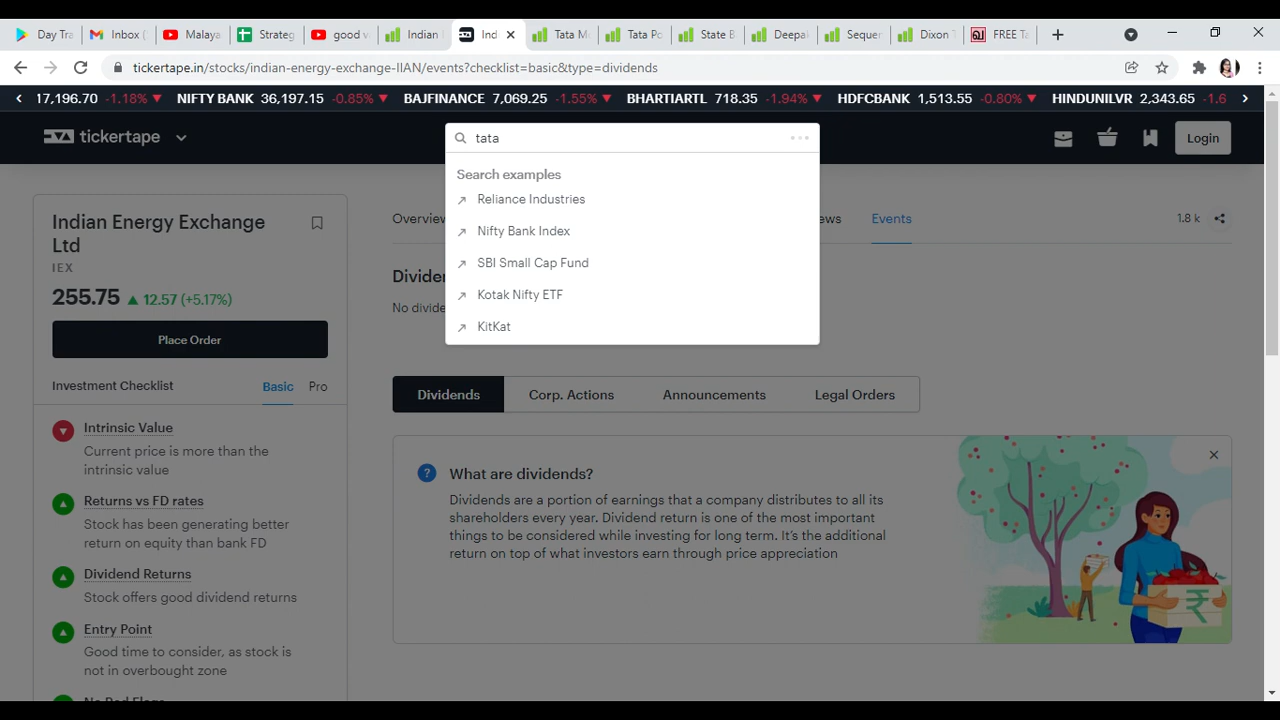 Day Tra
Inbox (
Malaya
Strateg
good v
Indian
Ind
Tata M
Tata Po
State B
Deepak
Sequer
Dixon T
FREE Ta
tickertape.in/stocks/indian-energy-exchange-IIAN/events?checklist=basic&type=dividends
17,196.70 -1.18% NIFTY BANK 36,197.15 -0.85% BAJFINANCE 7,069.25 -1.55% BHARTIARTL 718.35 -1.94% HDFCBANK 1,513.55 -0.80% HINDUNILVR 2,343.65 -1.6
tickertape
tata
Login
Search examples
Reliance Industries
Nifty Bank Index
SBI Small Cap Fund
Kotak Nifty ETF
KitKat
Indian Energy Exchange
Ltd
IEX
255.75 12.57 (+5.17%)
Place Order
Investment Checklist Basic Pro
Intrinsic Value
Current price is more than the
intrinsic value
Returns vs FD rates
Stock has been generating better
return on equity than bank FD
Dividend Returns
Stock offers good dividend returns
Entry Point
Good time to consider, as stock is
not in overbought zone
No Red Flags
Overview
ews
Events
1.8 k
Divider
No divide
Dividends
Corp. Actions
Announcements
Legal Orders
What are dividends?
Dividends are a portion of earnings that a company distributes to all its
shareholders every year. Dividend return is one of the most important
things to be considered while investing for long term. It's the additional
return on top of what investors earn through price appreciation